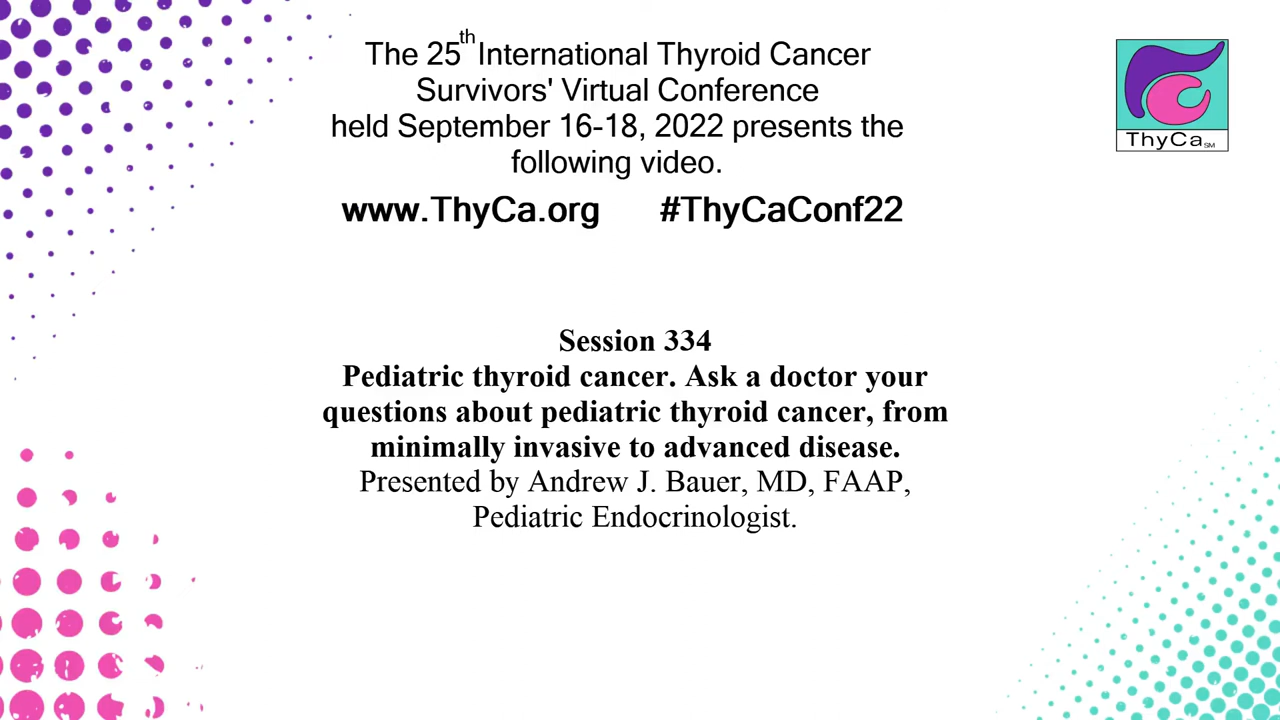 The 25th International Thyroid Cancer
Survivors' Virtual Conference
held September 16-18, 2022 presents the
following video.
www.ThyCa.org #ThyCaConf22
ThyCa SM
Session 334
Pediatric thyroid cancer. Ask a doctor your
questions about pediatric thyroid cancer, from
minimally invasive to advanced disease.
Presented by Andrew J. Bauer, MD, FAAP,
Pediatric Endocrinologist.